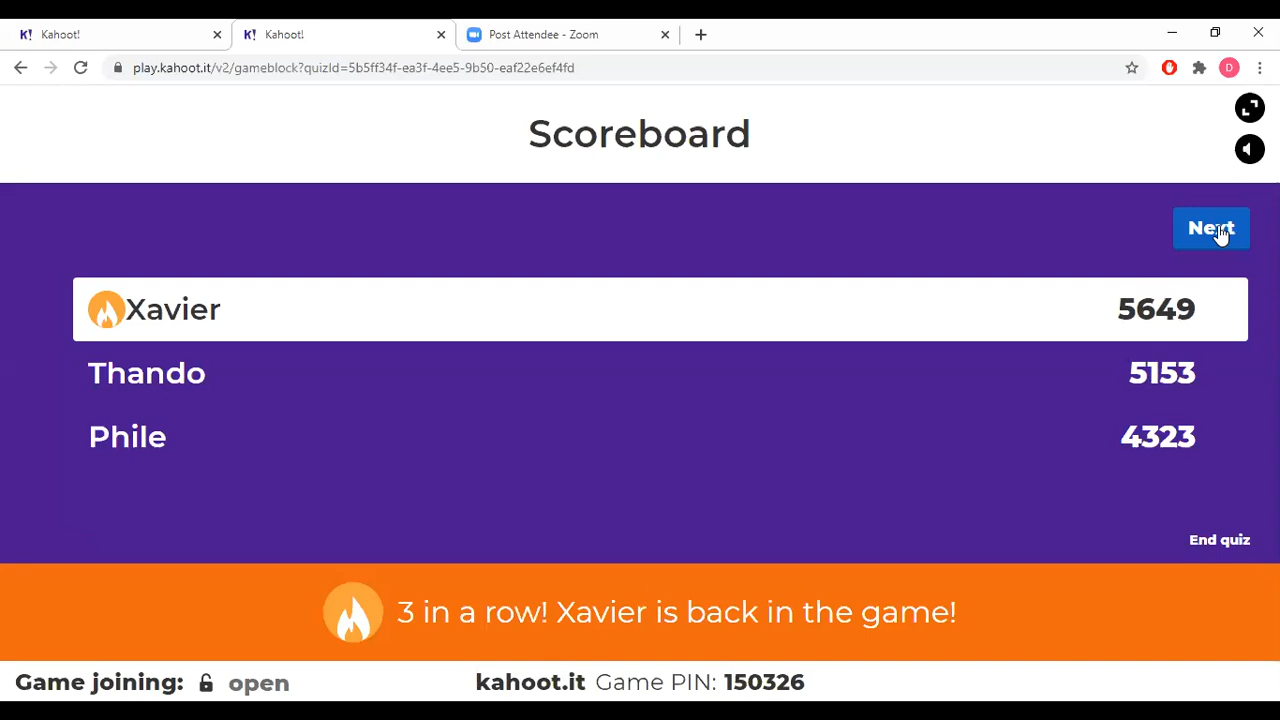 K! Kahoot!
K! Kahoot!
Post Attendee - Zoom
play.kahoot.it/v2/gameblock?quizId=5b5ff34f-ea3f-4ee5-9b50-eaf22e6ef4fd
D
Scoreboard
Next
Xavier 5649
Thando 5153
Phile 4323
End quiz
3 in a row! Xavier is back in the game!
Game joining: open
kahoot.it Game PIN: 150326